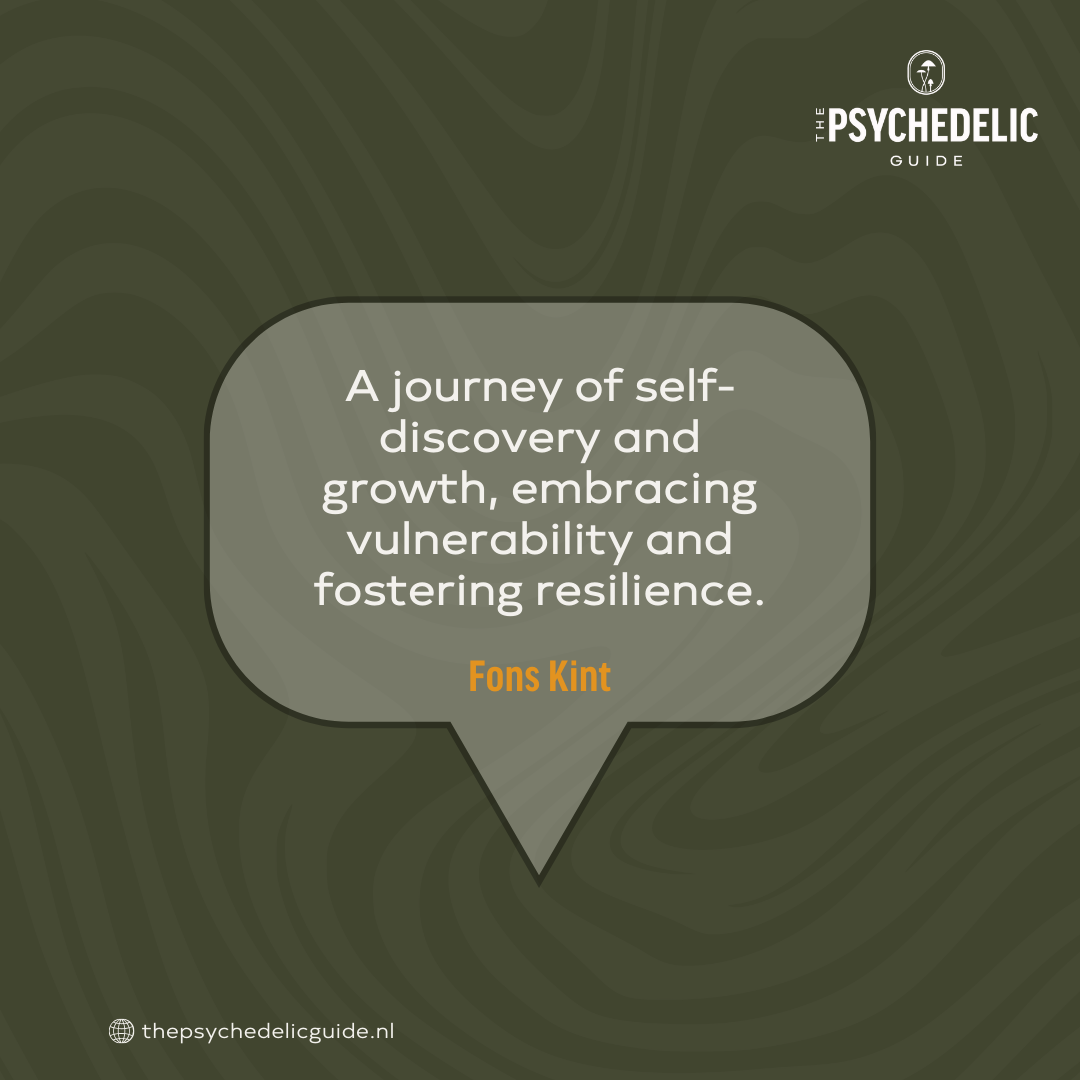 THE PSYCHEDELIC
GUIDE
A journey of self-
discovery and
growth, embracing
vulnerability and
fostering resilience.
Fons Kint
thepsychedelicguide.nl